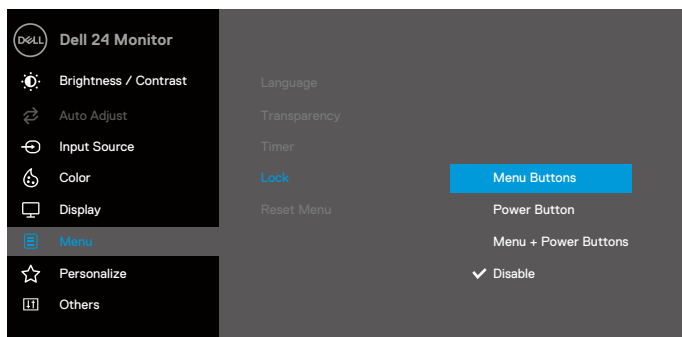 DELL
Dell 24 Monitor
Brightness / Contrast
Auto Adjust
Input Source
Color
Display
Menu
Personalize
Others
Language
Transparency
Timer
Lock
Reset Menu
Menu Buttons
Power Button
Menu + Power Buttons
Disable